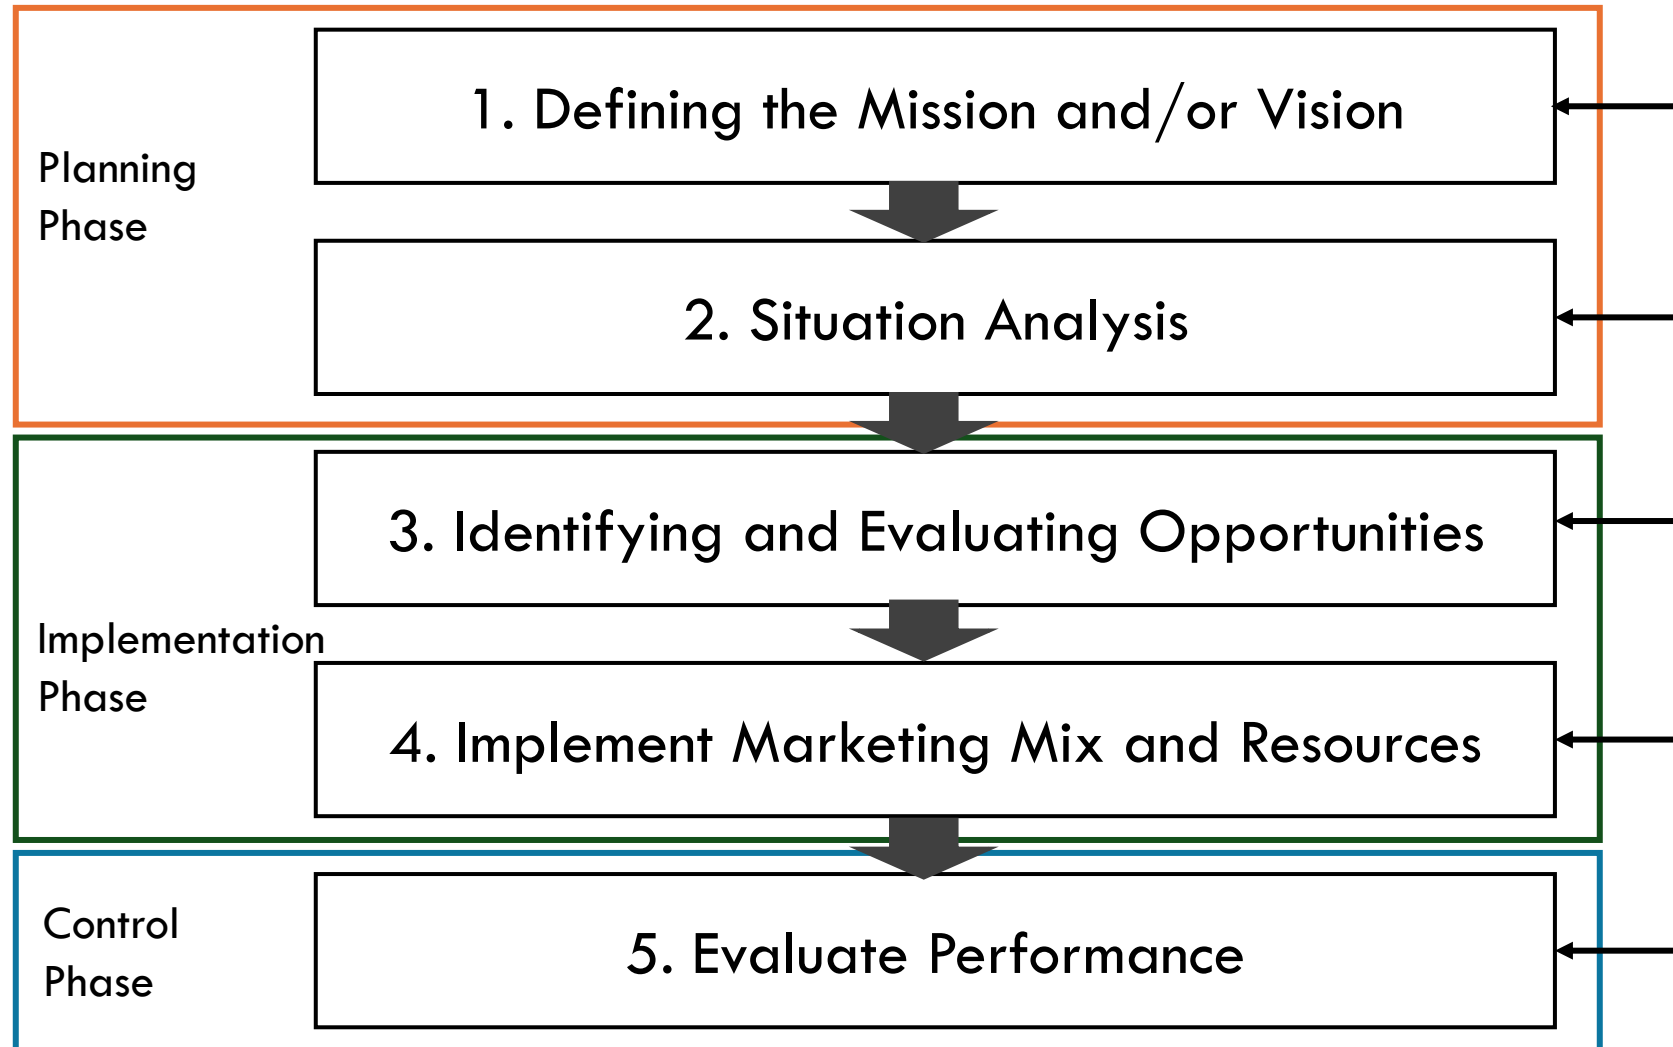 1. Defining the Mission and/or Vision
Planning
Phase
2. Situation Analysis
3. Identifying and Evaluating Opportunities
Implementation
Phase
4. Implement Marketing Mix and Resources
Control
Phase
5. Evaluate Performance